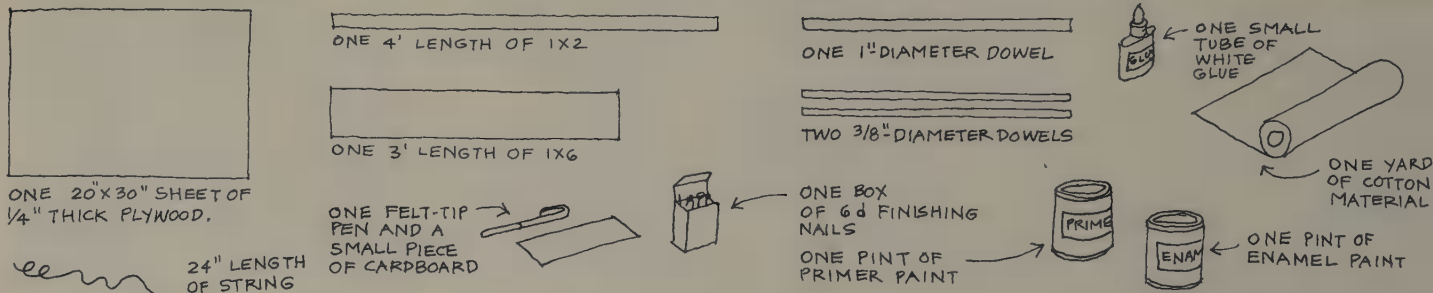 ONE 20"X30" SHEET OF
1/4" THICK PLYWOOD.
24" LENGTH
OF STRING
ONE 4' LENGTH OF 1X2
ONE 3' LENGTH OF 1X6
ONE FELT-TIP
PEN AND A
SMALL PIECE
OF CARDBOARD
ONE BOX
OF 6d FINISHING
NAILS
ONE PINT OF
PRIMER PAINT
ONE 1"-DIAMETER DOWEL
TWO 3/8"-DIAMETER DOWELS
GLUE
ONE SMALL
TUBE OF
WHITE
GLUE
ONE YARD
OF COTTON
MATERIAL
PRIME
ENAM
ONE PINT OF
ENAMEL PAINT